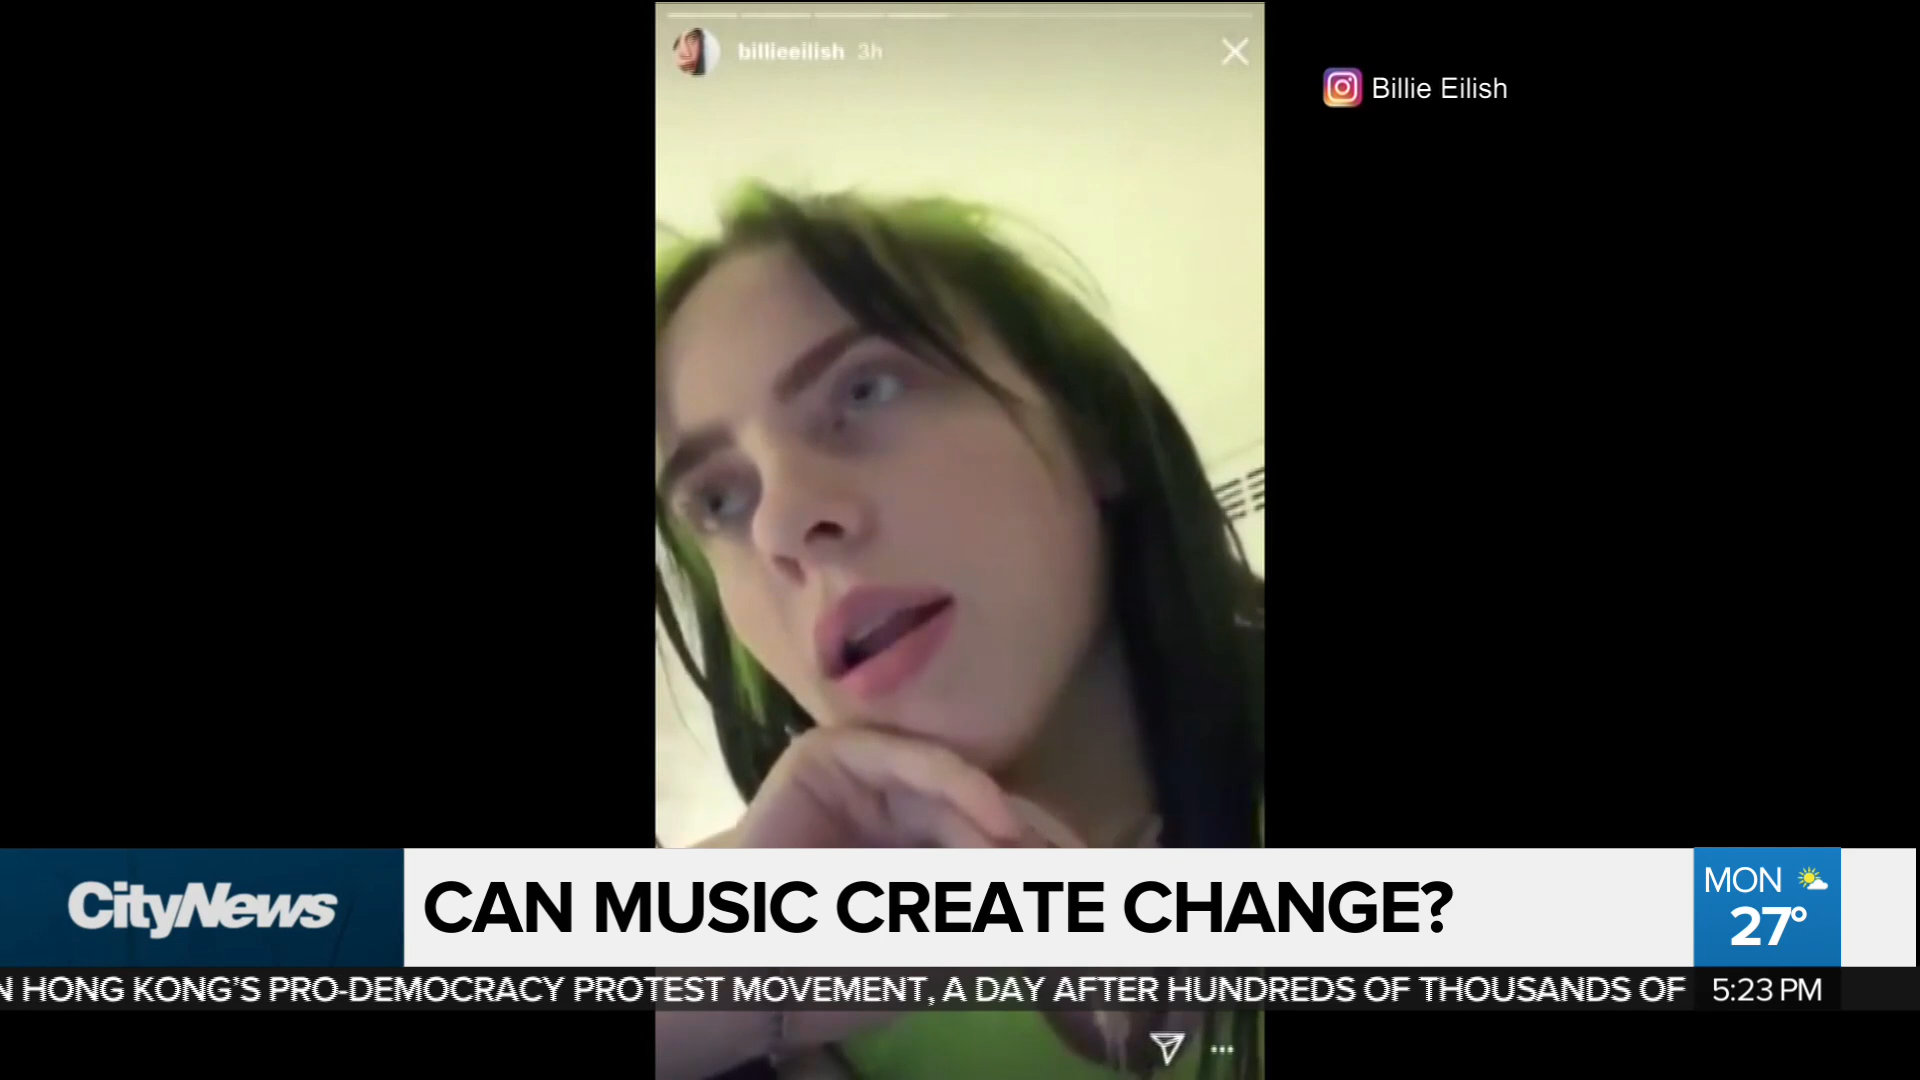 billieeilish 3h
Billie Eilish
CityNews
CAN MUSIC CREATE CHANGE?
MON
27°
N HONG KONG'S PRO-DEMOCRACY PROTEST MOVEMENT, A DAY AFTER HUNDREDS OF THOUSANDS OF
5:23 PM